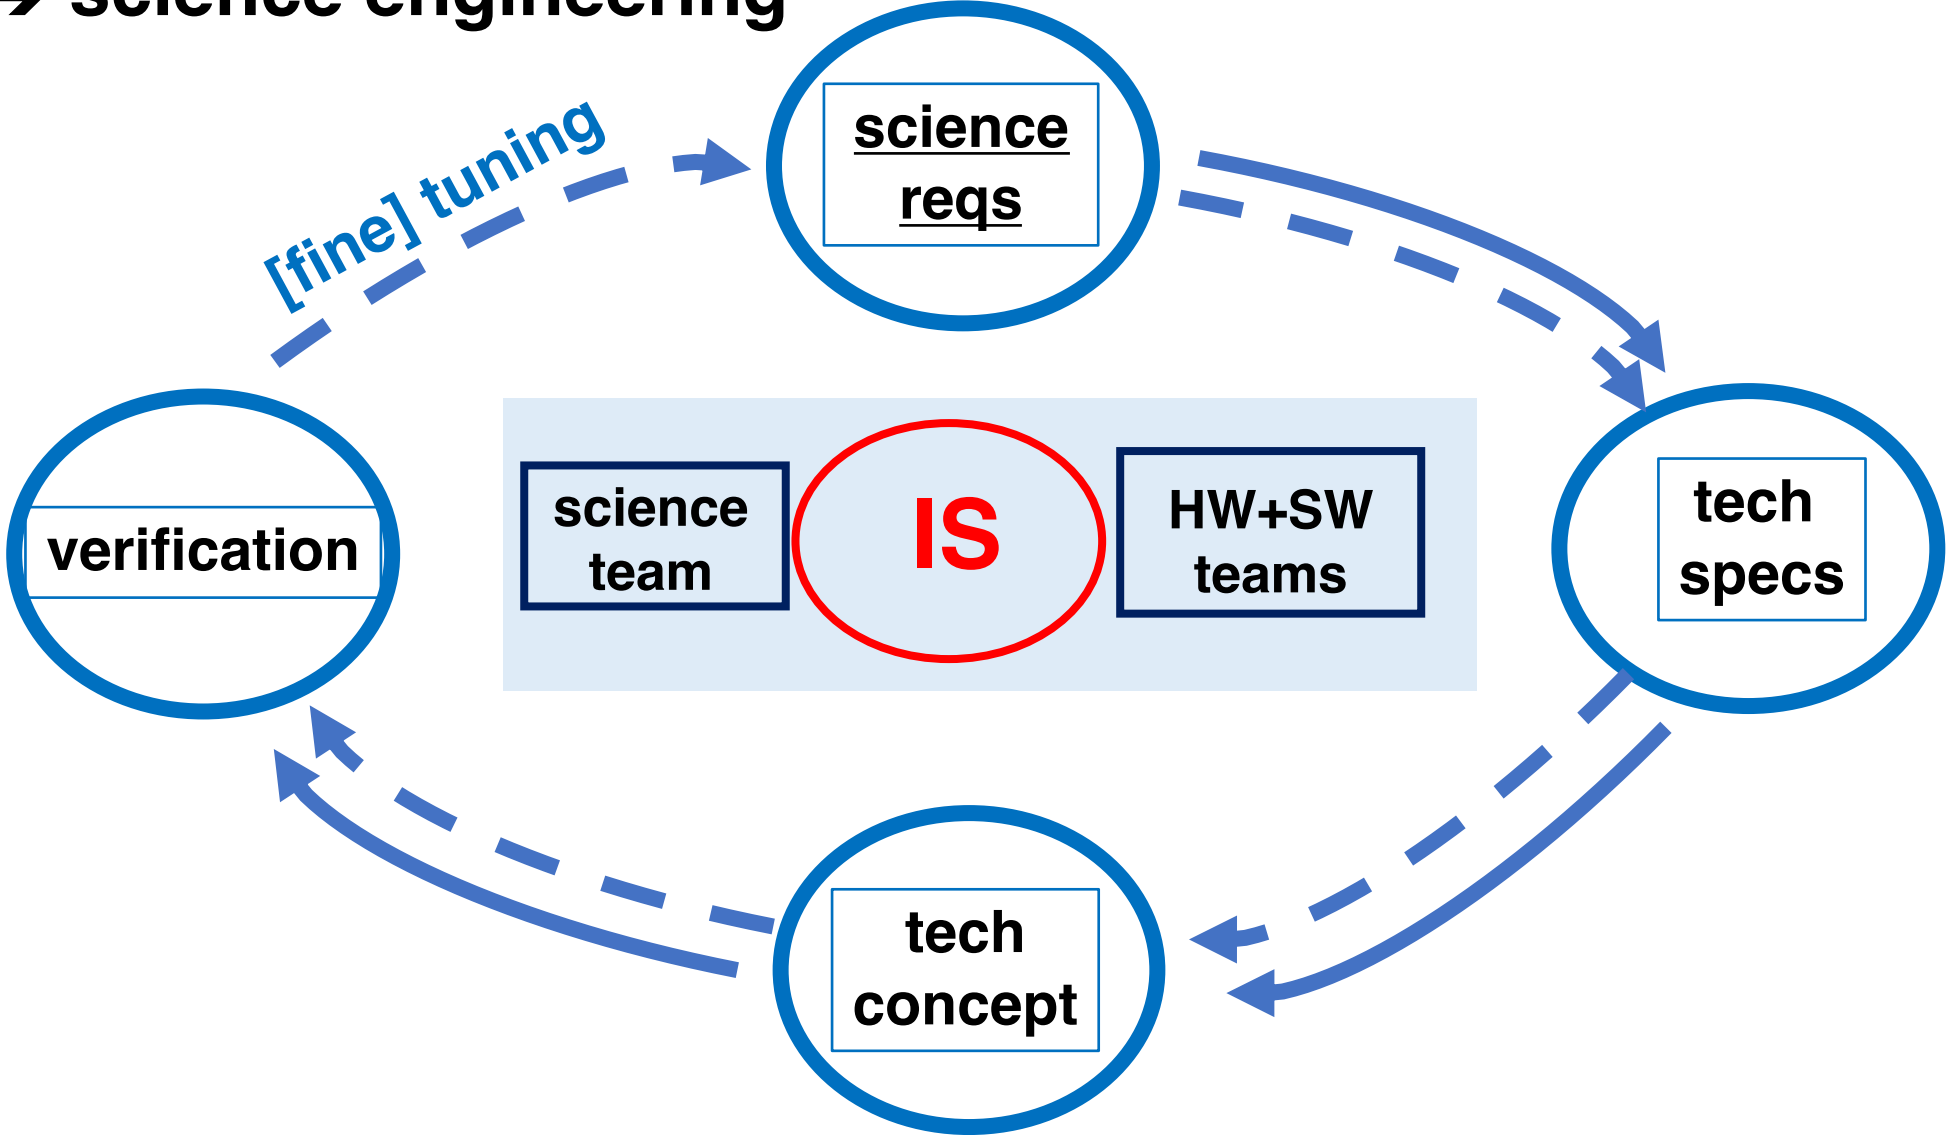 → science engineering
[fine] tuning
science
reqs
science
team
IS
HW+SW
teams
tech
specs
verification
tech
concept